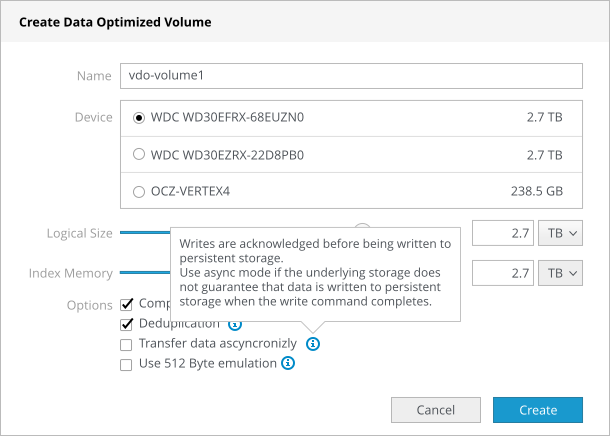 Create Data Optimized Volume
Name vdo-volume1
Device WDC WD30EFRX-68EUZN0 2.7 TB
WDC WD30EZRX-22D8PB0 2.7 TB
OCZ-VERTEX4 238.5 GB
Logical Size 2.7 TB
Writes are acknowledged before being written to
persistent storage.
Use async mode if the underlying storage does
not guarantee that data is written to persistent
storage when the write command completes.
Index Memory 2.7 TB
Options
Deduplication
Transfer data ascyncronizly
Use 512 Byte emulation
Cancel Create